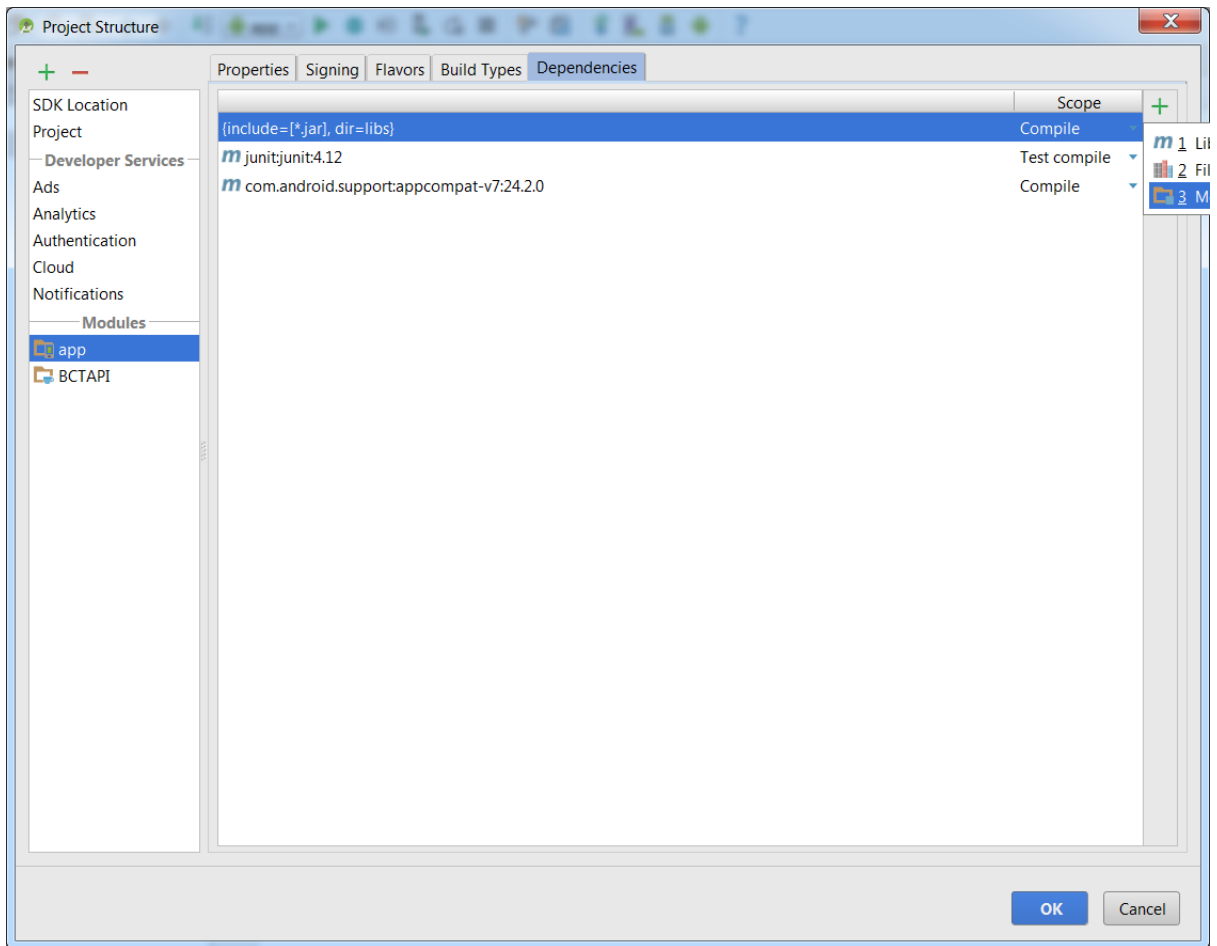 Project Structure
Properties Signing Flavors Build Types Dependencies
SDK Location
Project
Developer Services
Ads
Analytics
Authentication
Cloud
Notifications
Modules
app
BCTAPI
Scope
{include=[*.jar], dir=libs} Compile
m junit:junit:4.12 Test compile
m com.android.support:appcompat-v7:24.2.0 Compile
m 1 Lib
2 Fil
3 M
OK Cancel